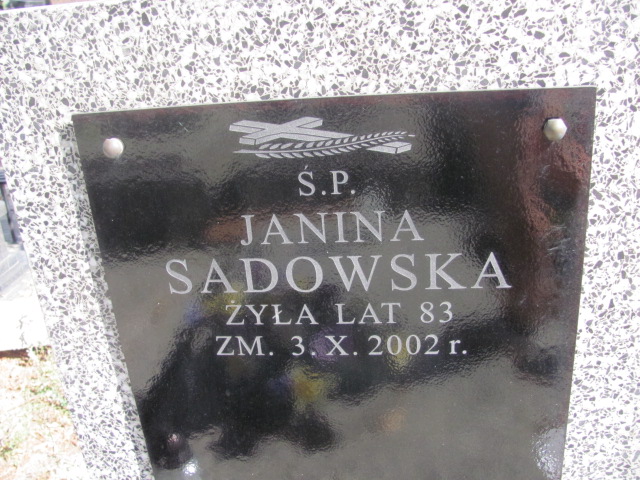 Ś.P.
JANINA
SADOWSKA
ŻYŁA LAT 83
ZM. 3. X. 2002 r.